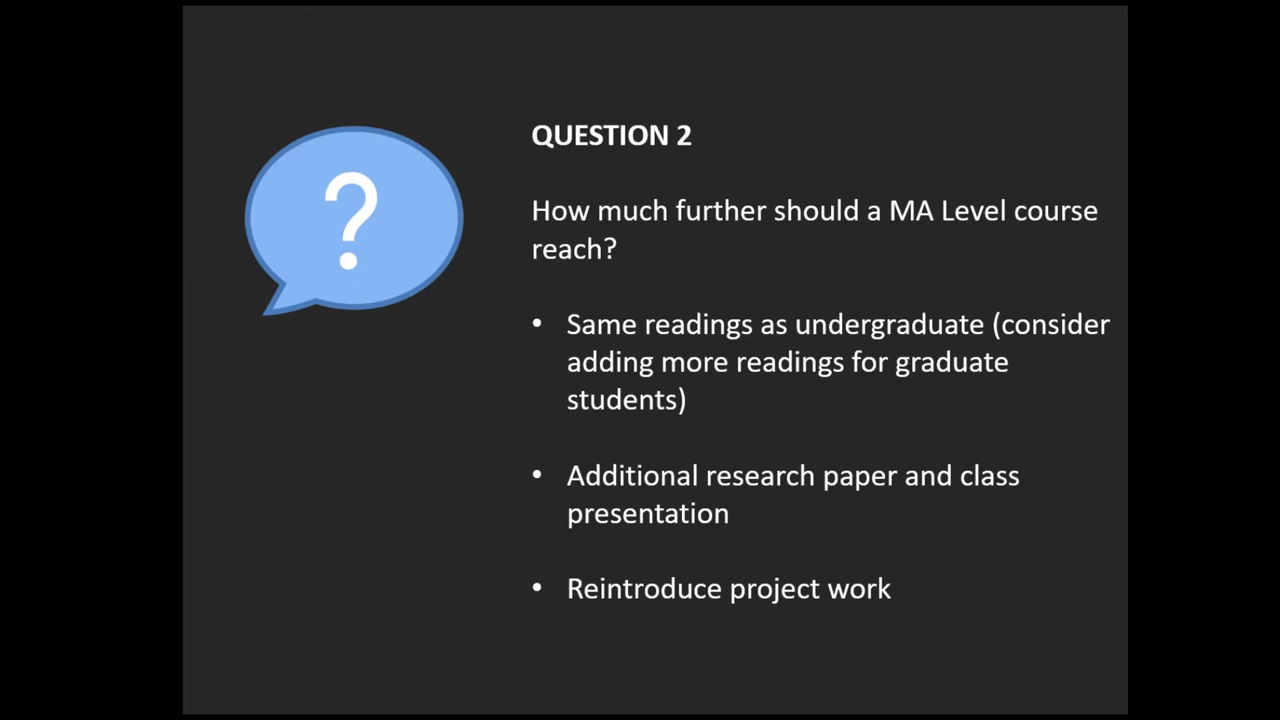 ?
QUESTION 2
How much further should a MA Level course
reach?
• Same readings as undergraduate (consider
adding more readings for graduate
students)
• Additional research paper and class
presentation
• Reintroduce project work